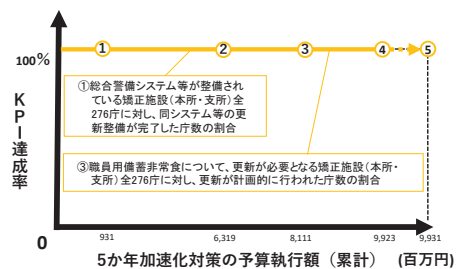 ① ② ③ ④ ⑤
100%
①総合警備システム等が整備され
ている矯正施設（本所・支所）全
276庁に対し、同システム等の更
新整備が完了した庁数の割合
KPI達成率
③職員用備蓄非常食について、更新が必要となる矯正施設（本所・
支所）全276庁に対し、更新が計画的に行われた庁数の割合
0
931 6,319 8,111 9,923 9,931
5か年加速化対策の予算執行額（累計） (百万円)